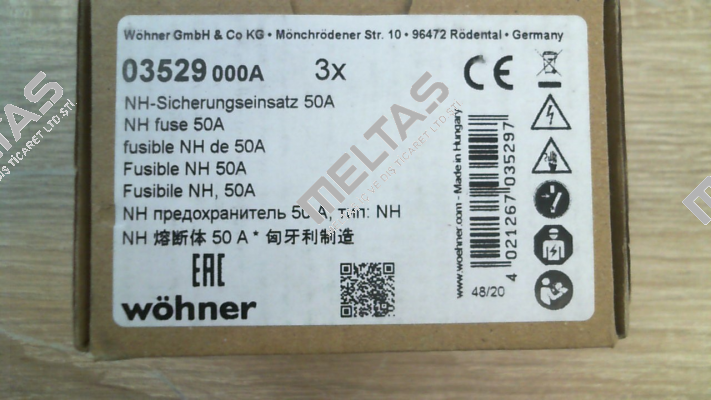 Wöhner GmbH & Co KG • Mönchrödener Str. 10 • 96472 Rödental • Germany
03529 000A 3x
NH-Sicherungseinsatz 50A
NH fuse 50A
fusible NH de 50A
Fusible NH 50A
Fusibile NH, 50A
NH предохранитель 50 A, тип: NH
NH 熔断体 50 A * 匈牙利制造
EAC
wöhner
CE
www.woehner.com - Made in Hungary
4 021267 035297
48/20
MELTAS
MELTAS
MELTAS